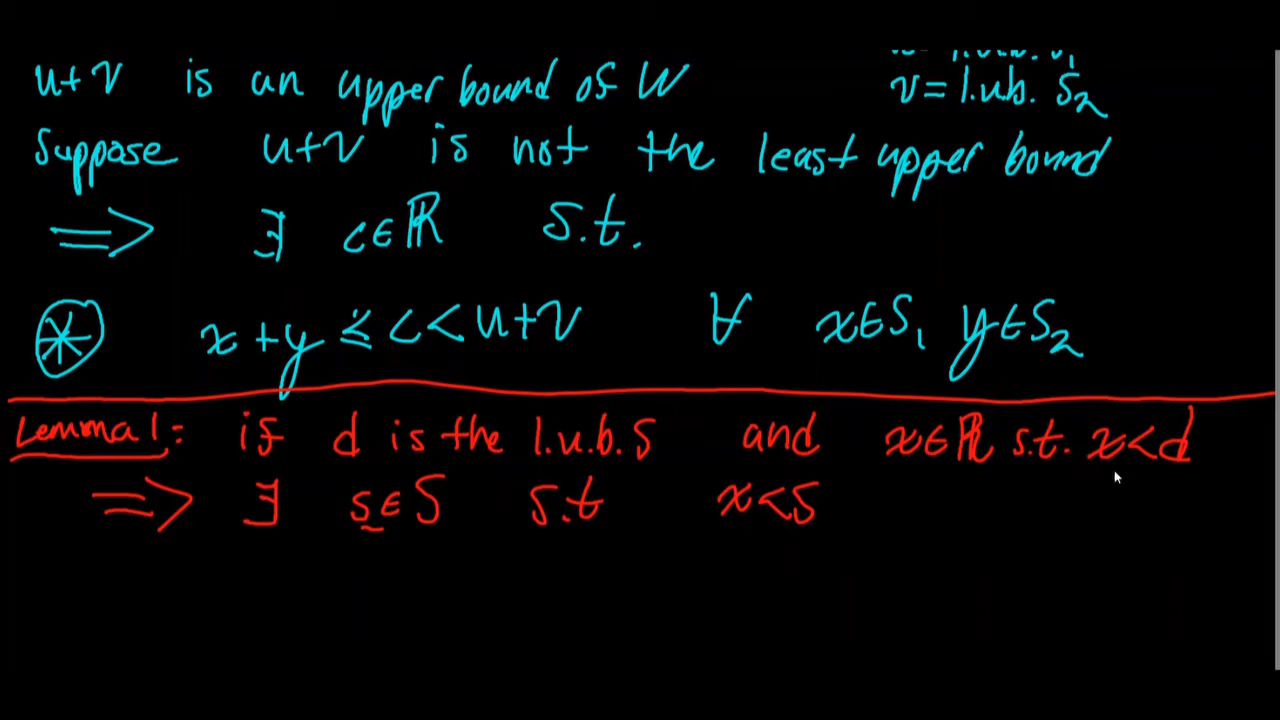 u+v is an upper bound of W
v = l.u.b. S₂
Suppose u+v is not the least upper bound
⟹ ∃ c∈ℝ s.t.
⊛ x+y ≤ c < u+v ∀ x∈S₁ y∈S₂
Lemma 1: if d is the l.u.b. S and x∈ℝ s.t. x<d
⟹ ∃ s∈S s.t x<s